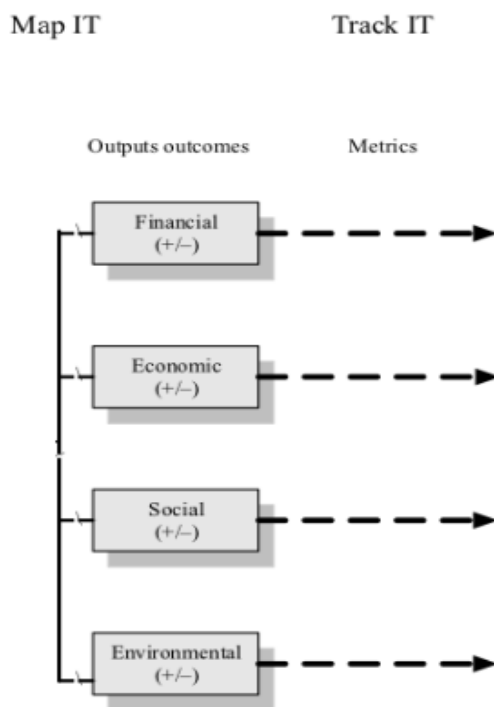 Map IT
Track IT
Outputs outcomes
Metrics
Financial
(+/–)
Economic
(+/–)
Social
(+/–)
Environmental
(+/–)